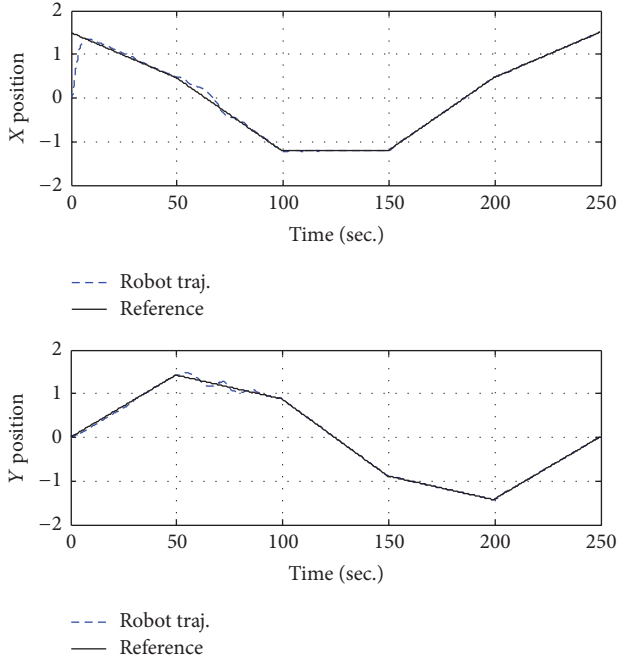 2
1
0
−1
−2
X position
0 50 100 150 200 250
Time (sec.)
Robot traj.
Reference
2
1
0
−1
−2
Y position
0 50 100 150 200 250
Time (sec.)
Robot traj.
Reference